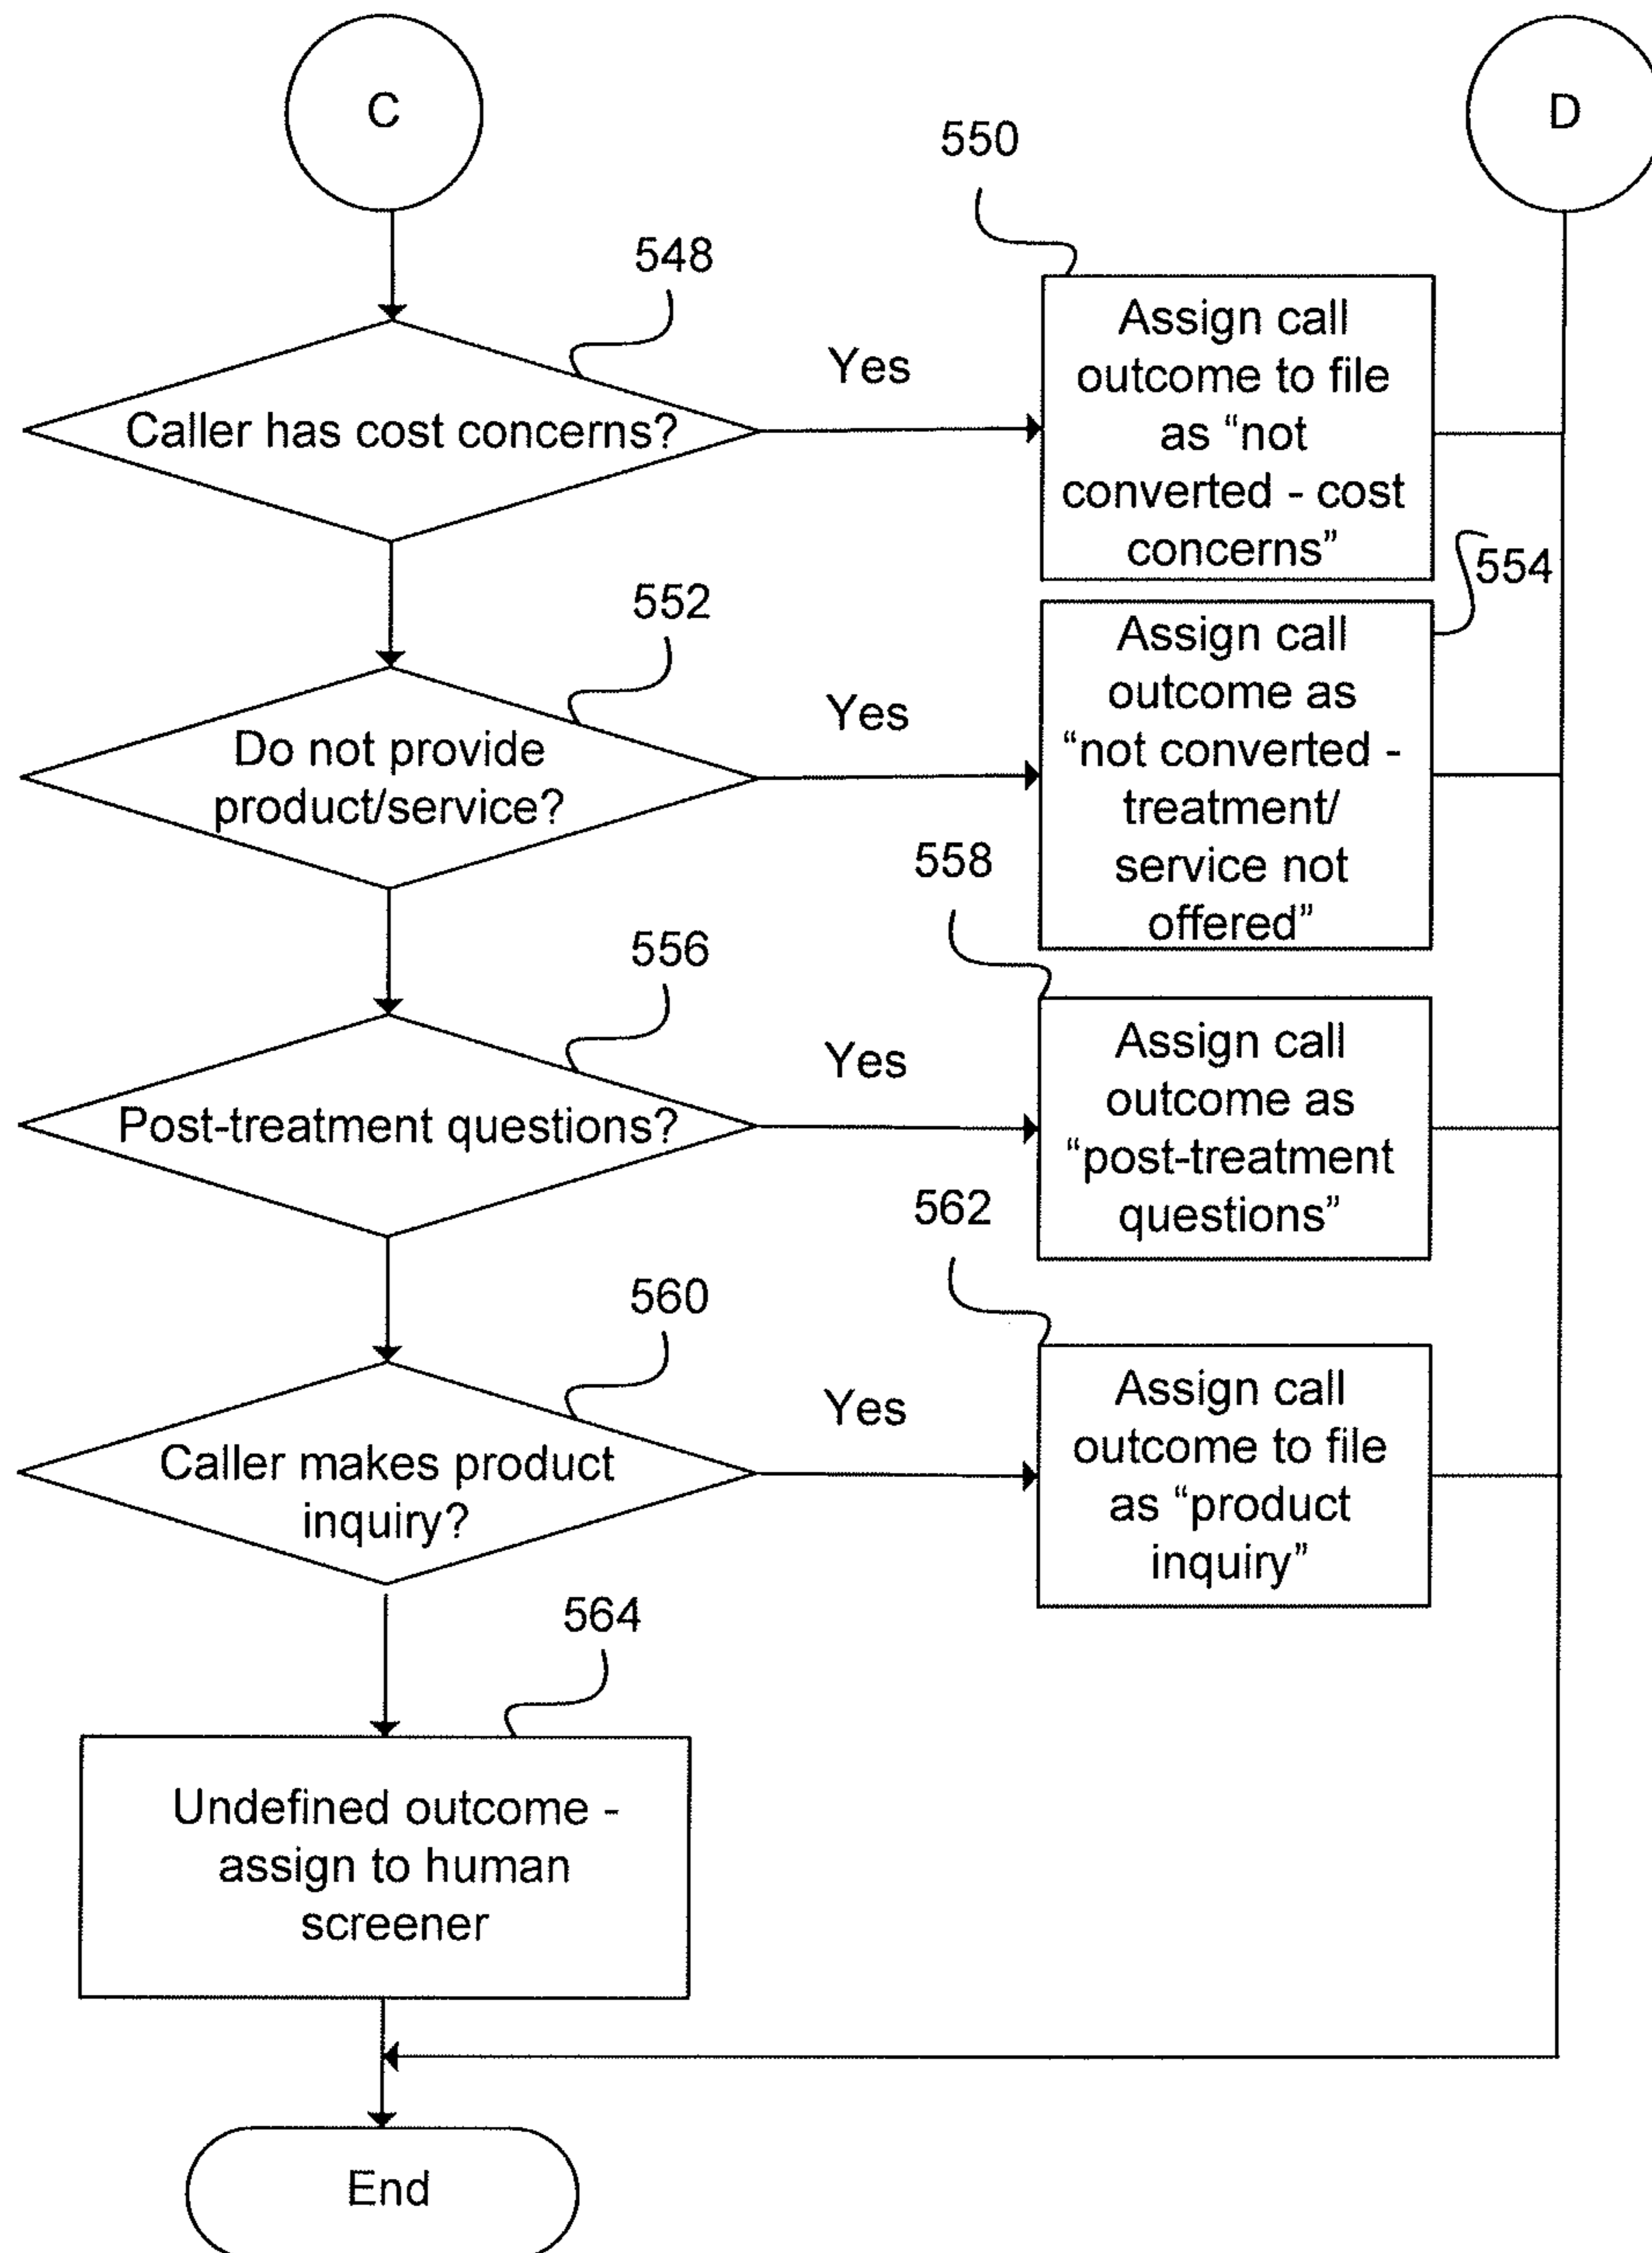 C
D
550
548
Yes
Caller has cost concerns?
Assign call
outcome to file
as “not
converted - cost
concerns”
554
552
Yes
Do not provide
product/service?
Assign call
outcome as
“not converted -
treatment/
service not
offered”
558
556
Yes
Post-treatment questions?
Assign call
outcome as
“post-treatment
questions”
562
560
Yes
Caller makes product
inquiry?
Assign call
outcome to file
as “product
inquiry”
564
Undefined outcome -
assign to human
screener
End